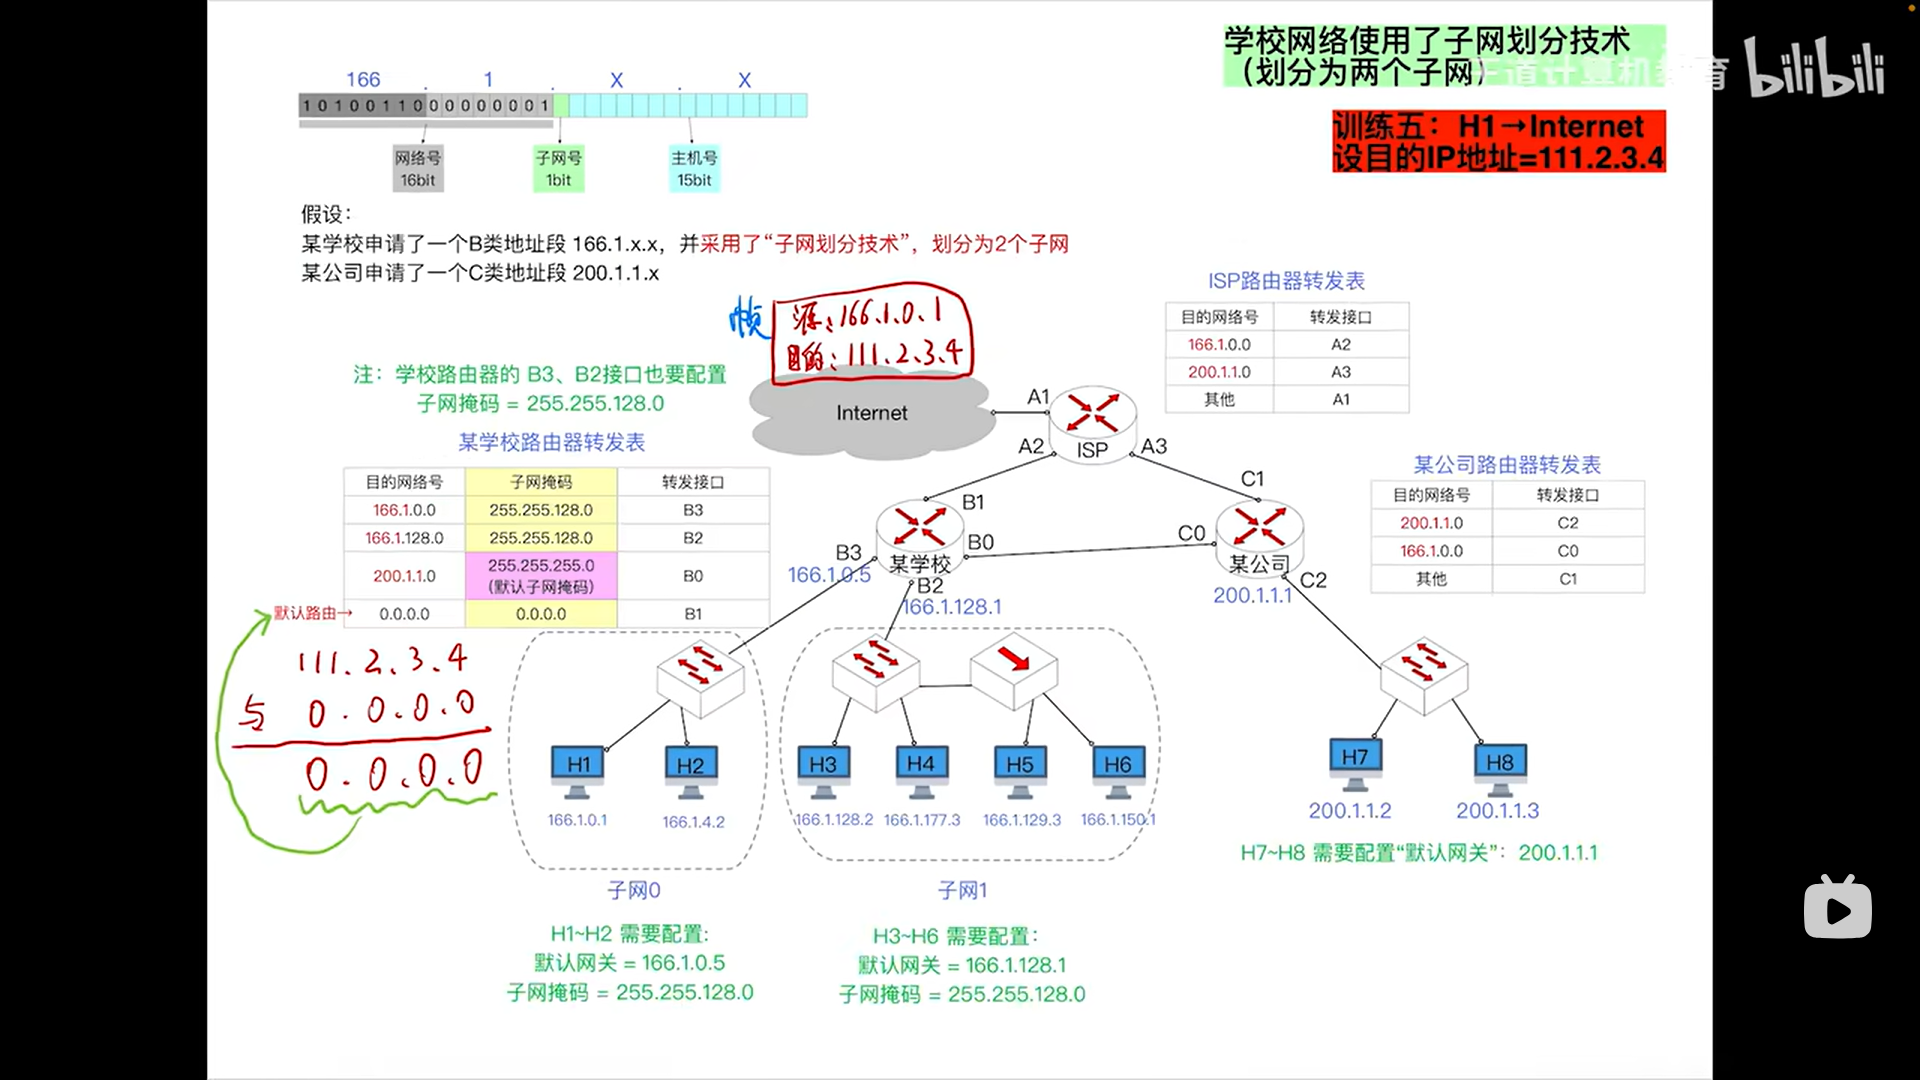 学校网络使用了子网划分技术
（划分为两个子网）
王道计算机教育
bilibili
训练五：H1→Internet
设目的IP地址=111.2.3.4
166 . 1 . X . X
1 0 1 0 0 1 1 0 0 0 0 0 0 0 0 1
网络号 16bit
子网号 1bit
主机号 15bit
假设：
某学校申请了一个B类地址段 166.1.x.x，并采用了“子网划分技术”，划分为2个子网
某公司申请了一个C类地址段 200.1.1.x
帧
源：166.1.0.1
目的：111.2.3.4
Internet
ISP路由器转发表
目的网络号 转发接口
166.1.0.0 A2
200.1.1.0 A3
其他 A1
注：学校路由器的 B3、B2接口也要配置
子网掩码 = 255.255.128.0
某学校路由器转发表
目的网络号 子网掩码 转发接口
166.1.0.0 255.255.128.0 B3
166.1.128.0 255.255.128.0 B2
200.1.1.0 255.255.255.0 （默认子网掩码） B0
默认路由→ 0.0.0.0 0.0.0.0 B1
111.2.3.4
与 0.0.0.0
0.0.0.0
A1
ISP
A2
A3
B1
某学校
B0
B3
166.1.0.5
B2
166.1.128.1
C1
C0
某公司
C2
200.1.1.1
某公司路由器转发表
目的网络号 转发接口
200.1.1.0 C2
166.1.0.0 C0
其他 C1
H1 H2 H3 H4 H5 H6 H7 H8
166.1.0.1 166.1.4.2 166.1.128.2 166.1.177.3 166.1.129.3 166.1.150.1 200.1.1.2 200.1.1.3
H7~H8 需要配置“默认网关”：200.1.1.1
子网0
H1~H2 需要配置:
默认网关 = 166.1.0.5
子网掩码 = 255.255.128.0
子网1
H3~H6 需要配置：
默认网关 = 166.1.128.1
子网掩码 = 255.255.128.0